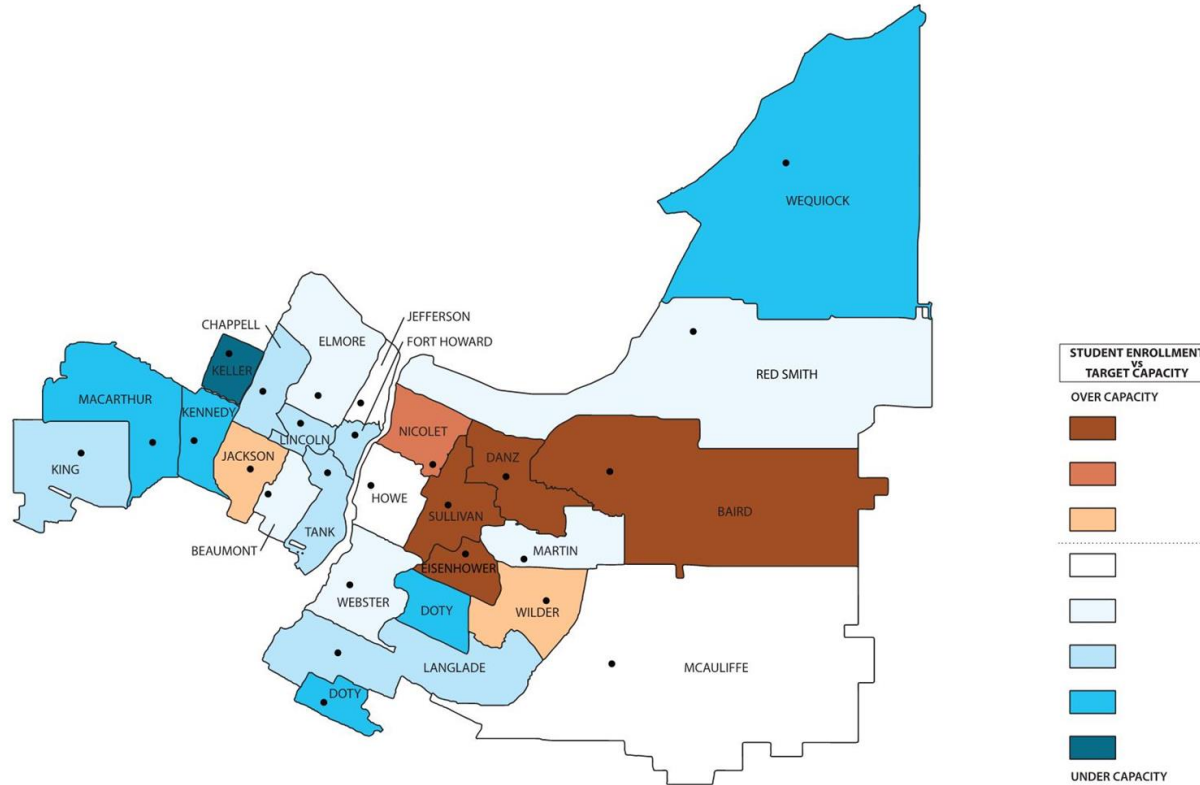 WEQUIOCK
JEFFERSON
CHAPPELL
ELMORE
FORT HOWARD
KELLER
RED SMITH
STUDENT ENROLLMENT
vs
TARGET CAPACITY
OVER CAPACITY
MACARTHUR
KENNEDY
NICOLET
LINCOLN
JACKSON
DANZ
KING
HOWE
SULLIVAN
BAIRD
TANK
BEAUMONT
MARTIN
EISENHOWER
WEBSTER
DOTY
WILDER
LANGLADE
MCAULIFFE
DOTY
UNDER CAPACITY